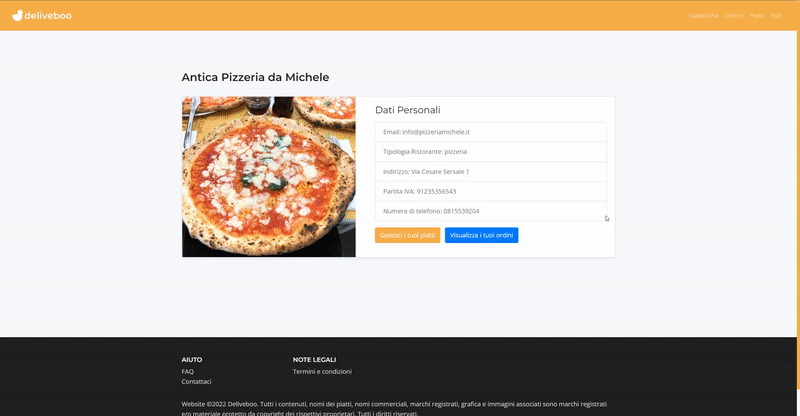 deliveboo
Statistiche Ordini Piatti Esci
Antica Pizzeria da Michele
Dati Personali
Email: info@pizzeriamichele.it
Tipologia Ristorante: pizzeria
Indirizzo: Via Cesare Sersale 1
Partita IVA: 91235356543
Numero di telefono: 0815539204
Gestisci i tuoi piatti Visualizza i tuoi ordini
AIUTO NOTE LEGALI
FAQ Termini e condizioni
Contattaci
Website ©2022 Deliveboo. Tutti i contenuti, nomi dei piatti, nomi commerciali, marchi registrati, grafica e immagini associati sono marchi registrati
e/o materiale protetto da copyright dei rispettivi proprietari. Tutti i diritti riservati.